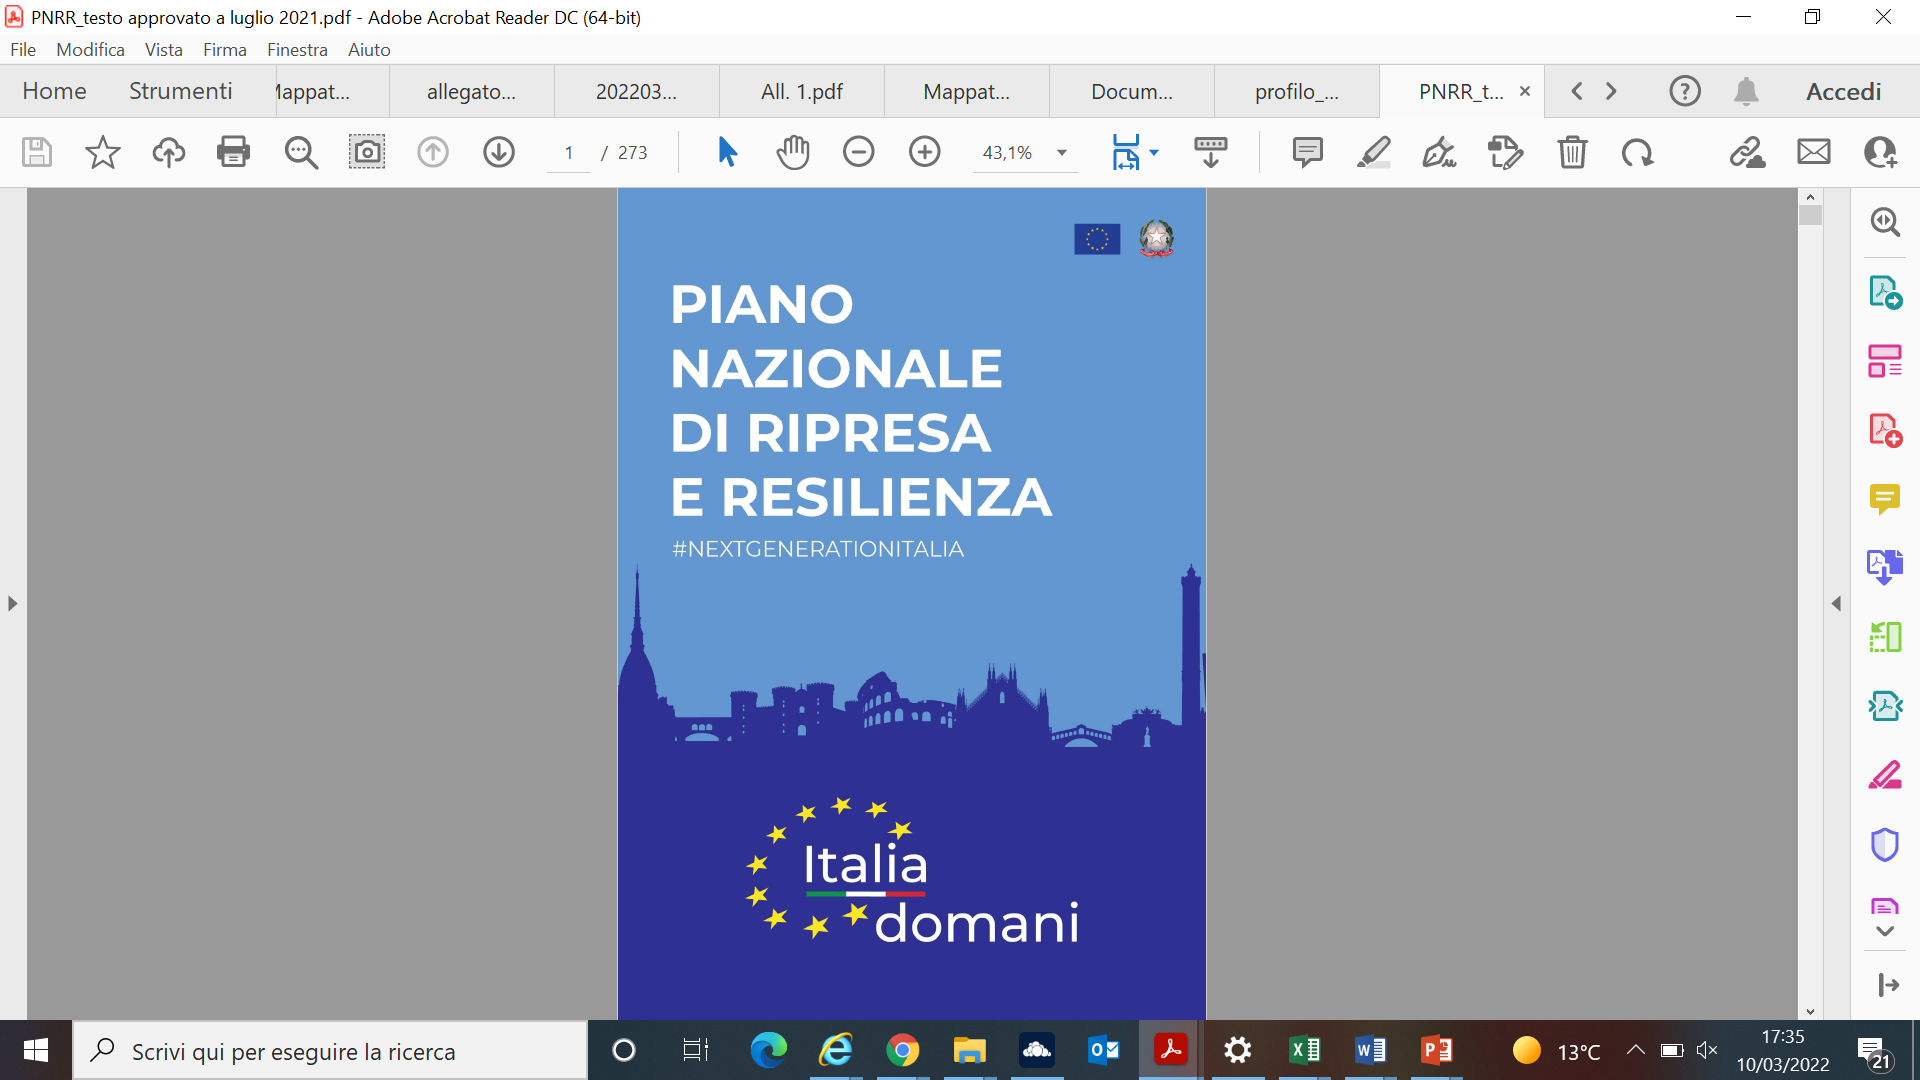 PNRR_testo approvato a luglio 2021.pdf - Adobe Acrobat Reader DC (64-bit)
File Modifica Vista Firma Finestra Aiuto
Home Strumenti Mappat... allegato... 202203... All. 1.pdf Mappat... Docum... profilo_... PNRR_t... Accedi
1 / 273 43,1%
PIANO
NAZIONALE
DI RIPRESA
E RESILIENZA
#NEXTGENERATIONITALIA
Italia
domani
Scrivi qui per eseguire la ricerca
13°C
17:35
10/03/2022
21